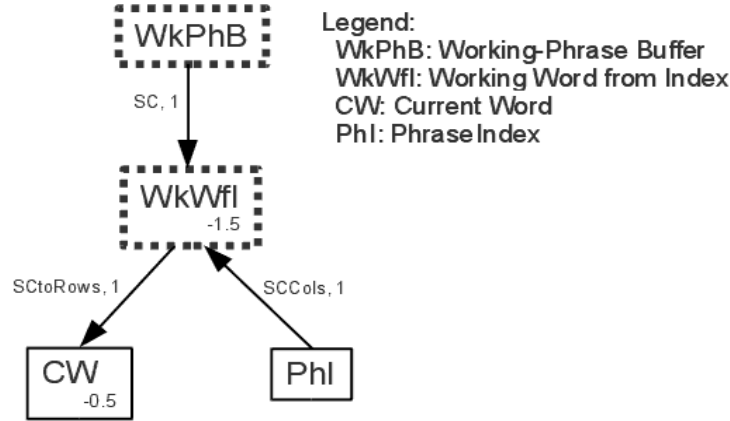 WkPhB
Legend:
WkPhB: Working-Phrase Buffer
WkWfI: Working Word from Index
CW: Current Word
PhI: PhraseIndex
SC, 1
WkWfI
-1.5
SCtoRows, 1
SCCols, 1
CW
-0.5
PhI